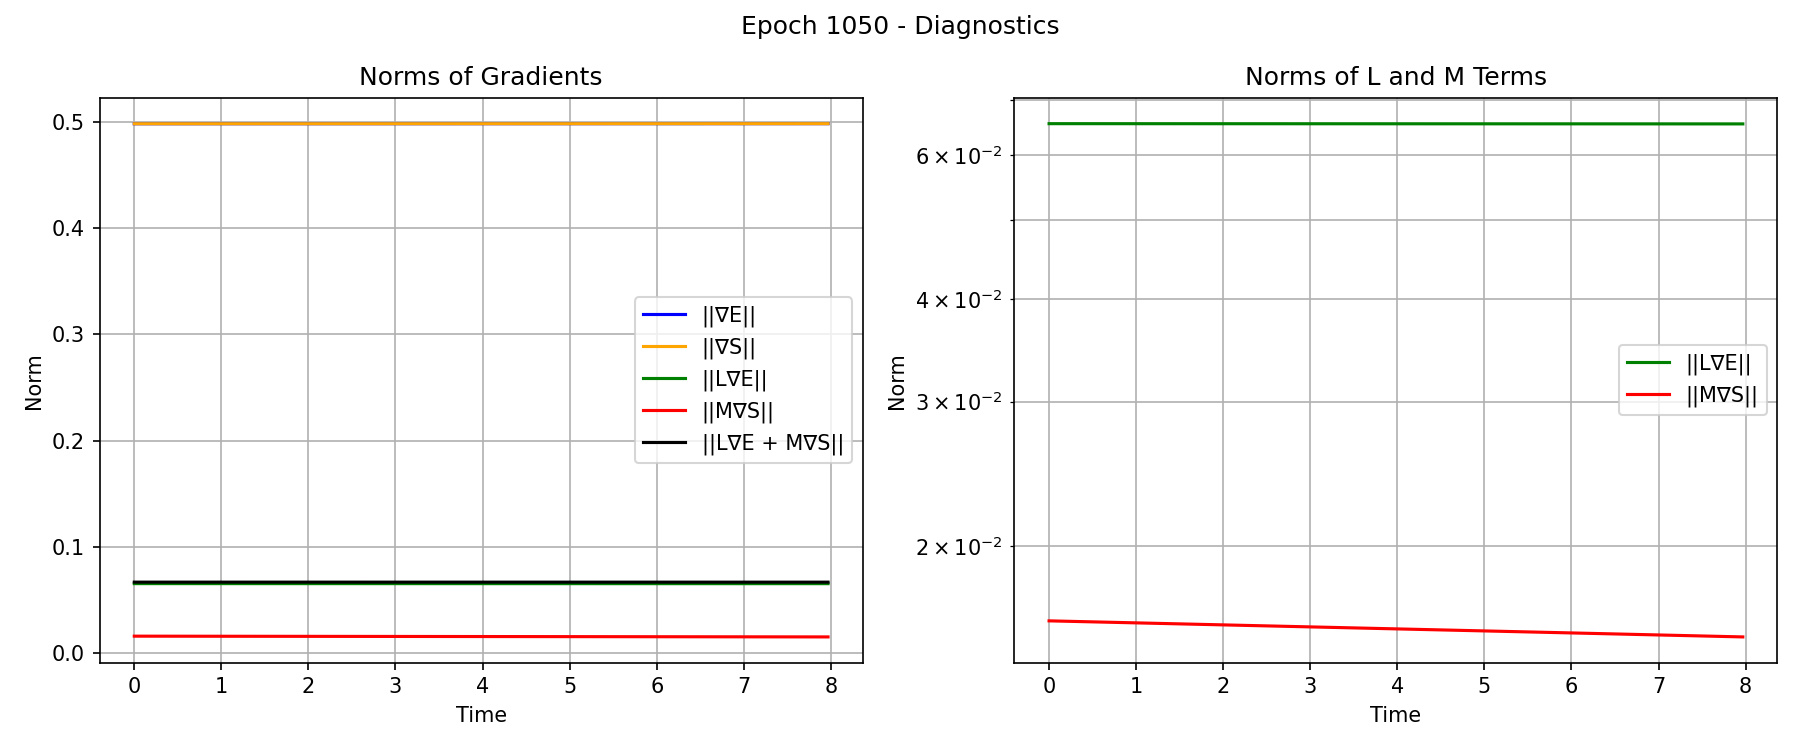 Epoch 1050 - Diagnostics
Norms of Gradients
0.5
0.4
0.3
0.2
0.1
0.0
Norm
||∇E||
||∇S||
||L∇E||
||M∇S||
||L∇E + M∇S||
0 1 2 3 4 5 6 7 8
Time
Norms of L and M Terms
6×10⁻²
4×10⁻²
3×10⁻²
2×10⁻²
Norm
||L∇E||
||M∇S||
0 1 2 3 4 5 6 7 8
Time